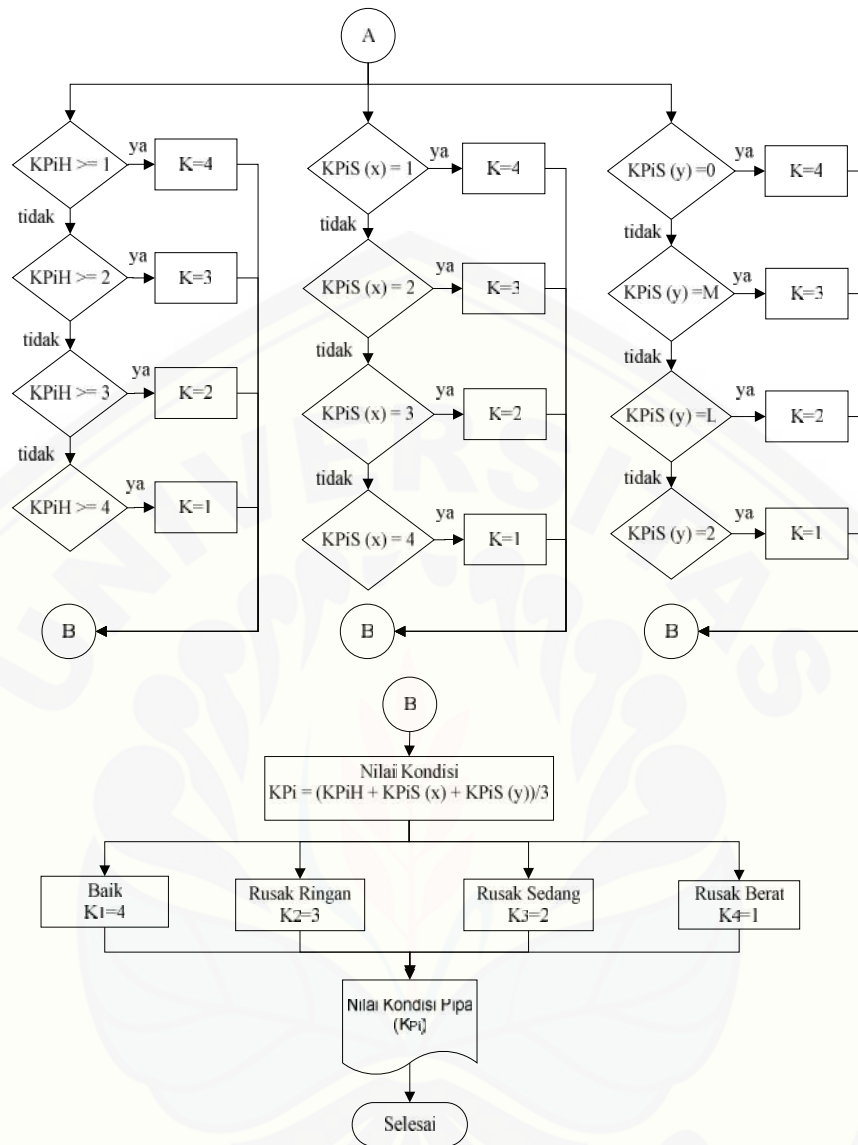 A
KPiH >= 1
ya
K=4
tidak
KPiH >= 2
ya
K=3
tidak
KPiH >= 3
ya
K=2
tidak
KPiH >= 4
ya
K=1
B
KPiS (x) = 1
ya
K=4
tidak
KPiS (x) = 2
ya
K=3
tidak
KPiS (x) = 3
ya
K=2
tidak
KPiS (x) = 4
ya
K=1
B
KPiS (y) =0
ya
K=4
tidak
KPiS (y) =M
ya
K=3
tidak
KPiS (y) =L
ya
K=2
tidak
KPiS (y) =2
ya
K=1
B
UNIVERSITAS
B
Nilai Kondisi
KPi = (KPiH + KPiS (x) + KPiS (y))/3
Baik
K1=4
Rusak Ringan
K2=3
Rusak Sedang
K3=2
Rusak Berat
K4=1
Nilai Kondisi Pipa
(KPi)
Selesai